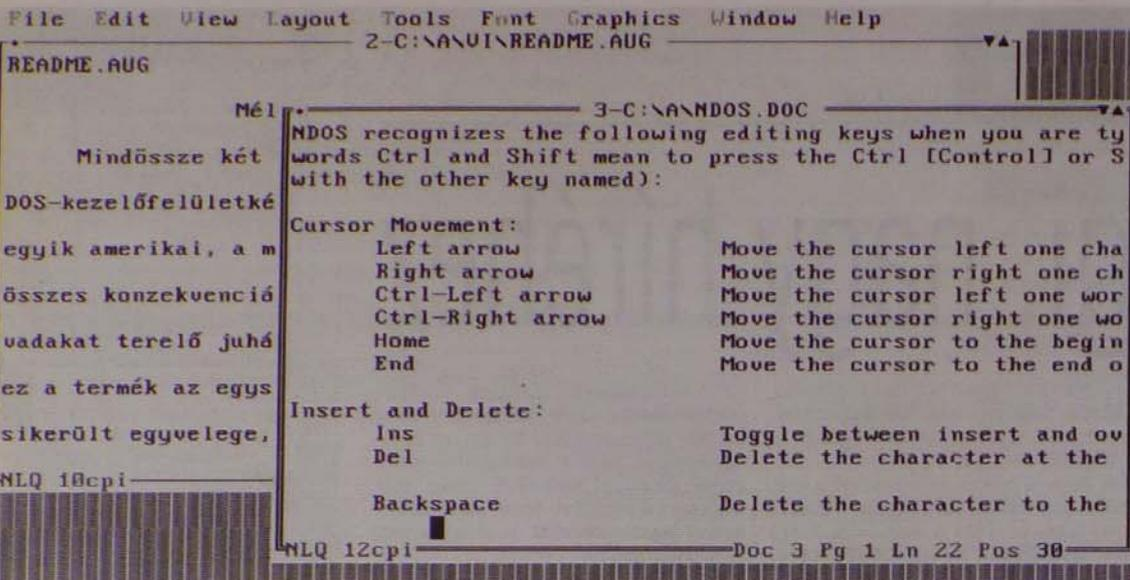 File Edit View Layout Tools Font Graphics Window Help
2-C:\A\VI\README.AUG
README.AUG
Mél
Mindössze két
DOS-kezelőfelületké
egyik amerikai, a m
összes konzekvenciá
vadakat terelő juhá
ez a termék az egys
sikerült egyvelege,
NLQ 10cpi
3-C:\A\NDOS.DOC
NDOS recognizes the following editing keys when you are ty
words Ctrl and Shift mean to press the Ctrl [Control] or S
with the other key named):
Cursor Movement:
Left arrow Move the cursor left one cha
Right arrow Move the cursor right one ch
Ctrl-Left arrow Move the cursor left one wor
Ctrl-Right arrow Move the cursor right one wo
Home Move the cursor to the begin
End Move the cursor to the end o
Insert and Delete:
Ins Toggle between insert and ov
Del Delete the character at the
Backspace Delete the character to the
NLQ 12cpi Doc 3 Pg 1 Ln 22 Pos 30